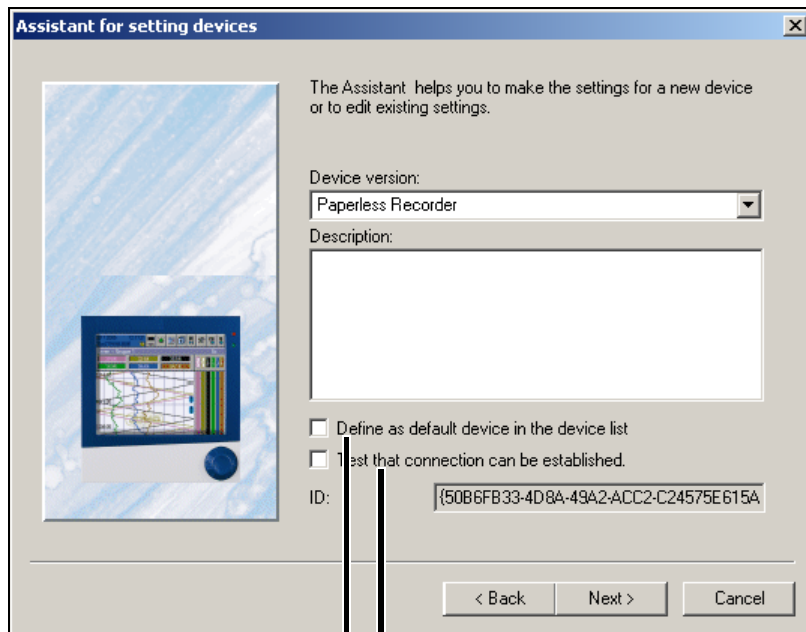 Assistant for setting devices
The Assistant helps you to make the settings for a new device
or to edit existing settings.
Device version:
Paperless Recorder
Description:
Define as default device in the device list
Test that connection can be established.
ID:
{50B6FB33-4D8A-49A2-ACC2-C24575E615A
< Back
Next >
Cancel